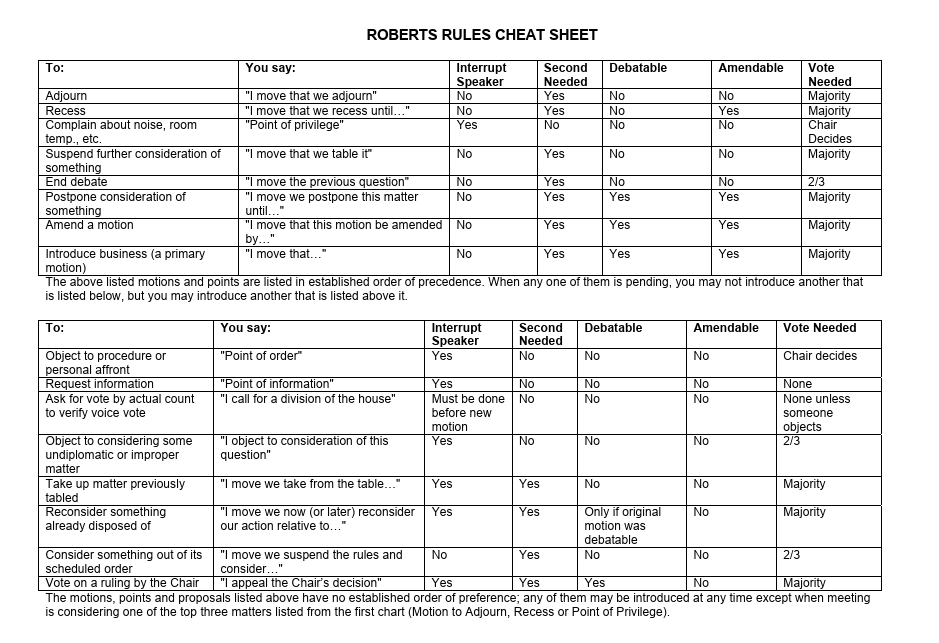 ROBERTS RULES CHEAT SHEET
To: You say: Interrupt Speaker Second Needed Debatable Amendable Vote Needed
Adjourn "I move that we adjourn" No Yes No No Majority
Recess "I move that we recess until…" No Yes No Yes Majority
Complain about noise, room temp., etc. "Point of privilege" Yes No No No Chair Decides
Suspend further consideration of something "I move that we table it" No Yes No No Majority
End debate "I move the previous question" No Yes No No 2/3
Postpone consideration of something "I move we postpone this matter until…" No Yes Yes Yes Majority
Amend a motion "I move that this motion be amended by…" No Yes Yes Yes Majority
Introduce business (a primary motion) "I move that…" No Yes Yes Yes Majority
The above listed motions and points are listed in established order of precedence. When any one of them is pending, you may not introduce another that
is listed below, but you may introduce another that is listed above it.
To: You say: Interrupt Speaker Second Needed Debatable Amendable Vote Needed
Object to procedure or personal affront "Point of order" Yes No No No Chair decides
Request information "Point of information" Yes No No No None
Ask for vote by actual count to verify voice vote "I call for a division of the house" Must be done before new motion No No No None unless someone objects
Object to considering some undiplomatic or improper matter "I object to consideration of this question" Yes No No No 2/3
Take up matter previously tabled "I move we take from the table…" Yes Yes No No Majority
Reconsider something already disposed of "I move we now (or later) reconsider our action relative to…" Yes Yes Only if original motion was debatable No Majority
Consider something out of its scheduled order "I move we suspend the rules and consider…" No Yes No No 2/3
Vote on a ruling by the Chair "I appeal the Chair's decision" Yes Yes Yes No Majority
The motions, points and proposals listed above have no established order of preference; any of them may be introduced at any time except when meeting
is considering one of the top three matters listed from the first chart (Motion to Adjourn, Recess or Point of Privilege).